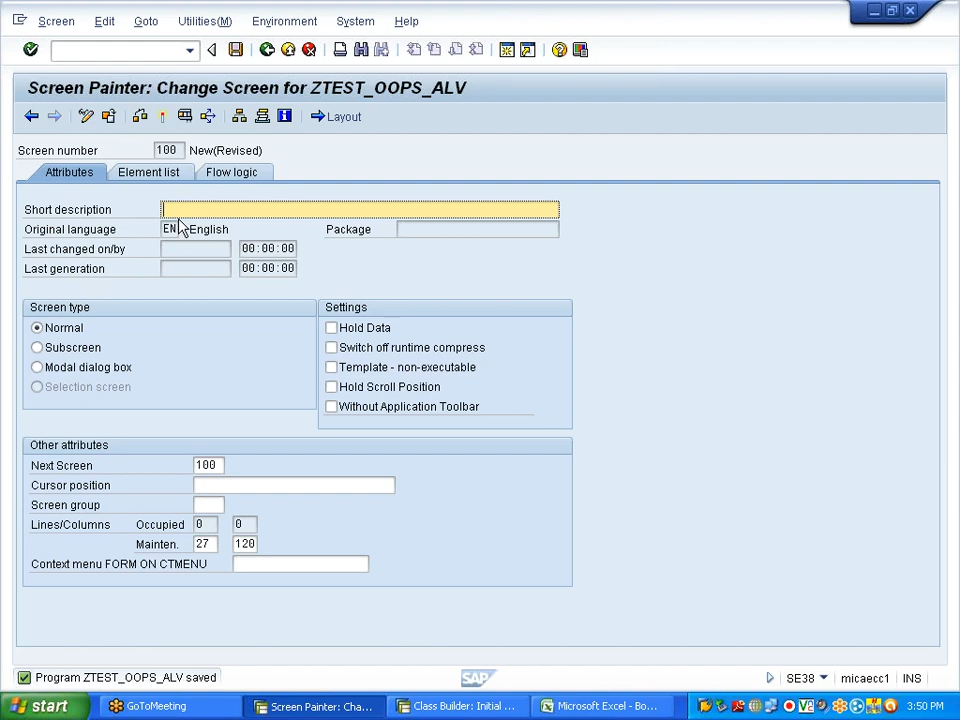 Screen Edit Goto Utilities(M) Environment System Help
Screen Painter: Change Screen for ZTEST_OOPS_ALV
Layout
Screen number 100 New(Revised)
Attributes Element list Flow logic
Short description
Original language EN English Package
Last changed on/by 00:00:00
Last generation 00:00:00
Screen type
Normal
Subscreen
Modal dialog box
Selection screen
Settings
Hold Data
Switch off runtime compress
Template - non-executable
Hold Scroll Position
Without Application Toolbar
Other attributes
Next Screen 100
Cursor position
Screen group
Lines/Columns Occupied 0 0
Mainten. 27 120
Context menu FORM ON CTMENU
Program ZTEST_OOPS_ALV saved SAP SE38 micaecc1 INS
start GoToMeeting Screen Painter: Cha... Class Builder: Initial ... Microsoft Excel - Bo... 3:50 PM